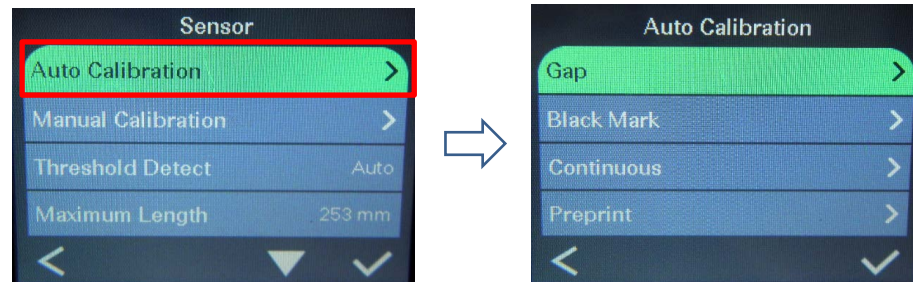 Sensor
Auto Calibration
Manual Calibration
Threshold Detect Auto
Maximum Length 253 mm
Auto Calibration
Gap
Black Mark
Continuous
Preprint